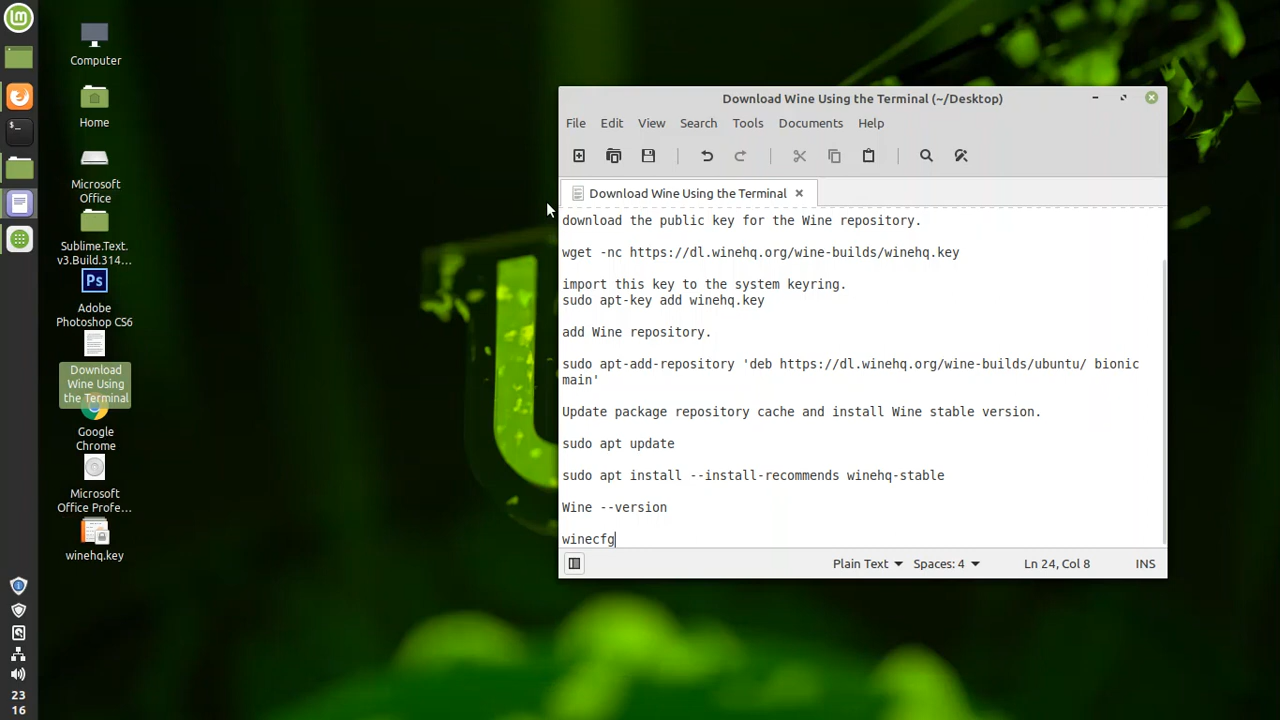 Computer
Home
Microsoft
Office
Sublime.Text.
v3.Build.314...
Ps
Adobe
Photoshop CS6
Download
Wine Using
the Terminal
Google
Chrome
Microsoft
Office Profe...
winehq.key
23
16
Download Wine Using the Terminal (~/Desktop)
File Edit View Search Tools Documents Help
Download Wine Using the Terminal
download the public key for the Wine repository.
wget -nc https://dl.winehq.org/wine-builds/winehq.key
import this key to the system keyring.
sudo apt-key add winehq.key
add Wine repository.
sudo apt-add-repository 'deb https://dl.winehq.org/wine-builds/ubuntu/ bionic
main'
Update package repository cache and install Wine stable version.
sudo apt update
sudo apt install --install-recommends winehq-stable
Wine --version
winecfg
Plain Text Spaces: 4 Ln 24, Col 8 INS